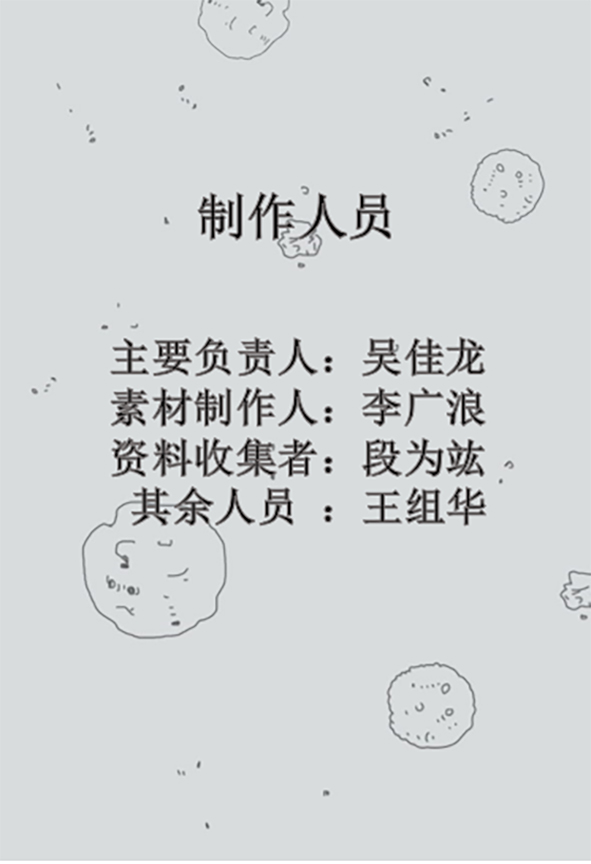 制作人员
主要负责人：吴佳龙
素材制作人：李广浪
资料收集者：段为竑
其余人员 ：王组华